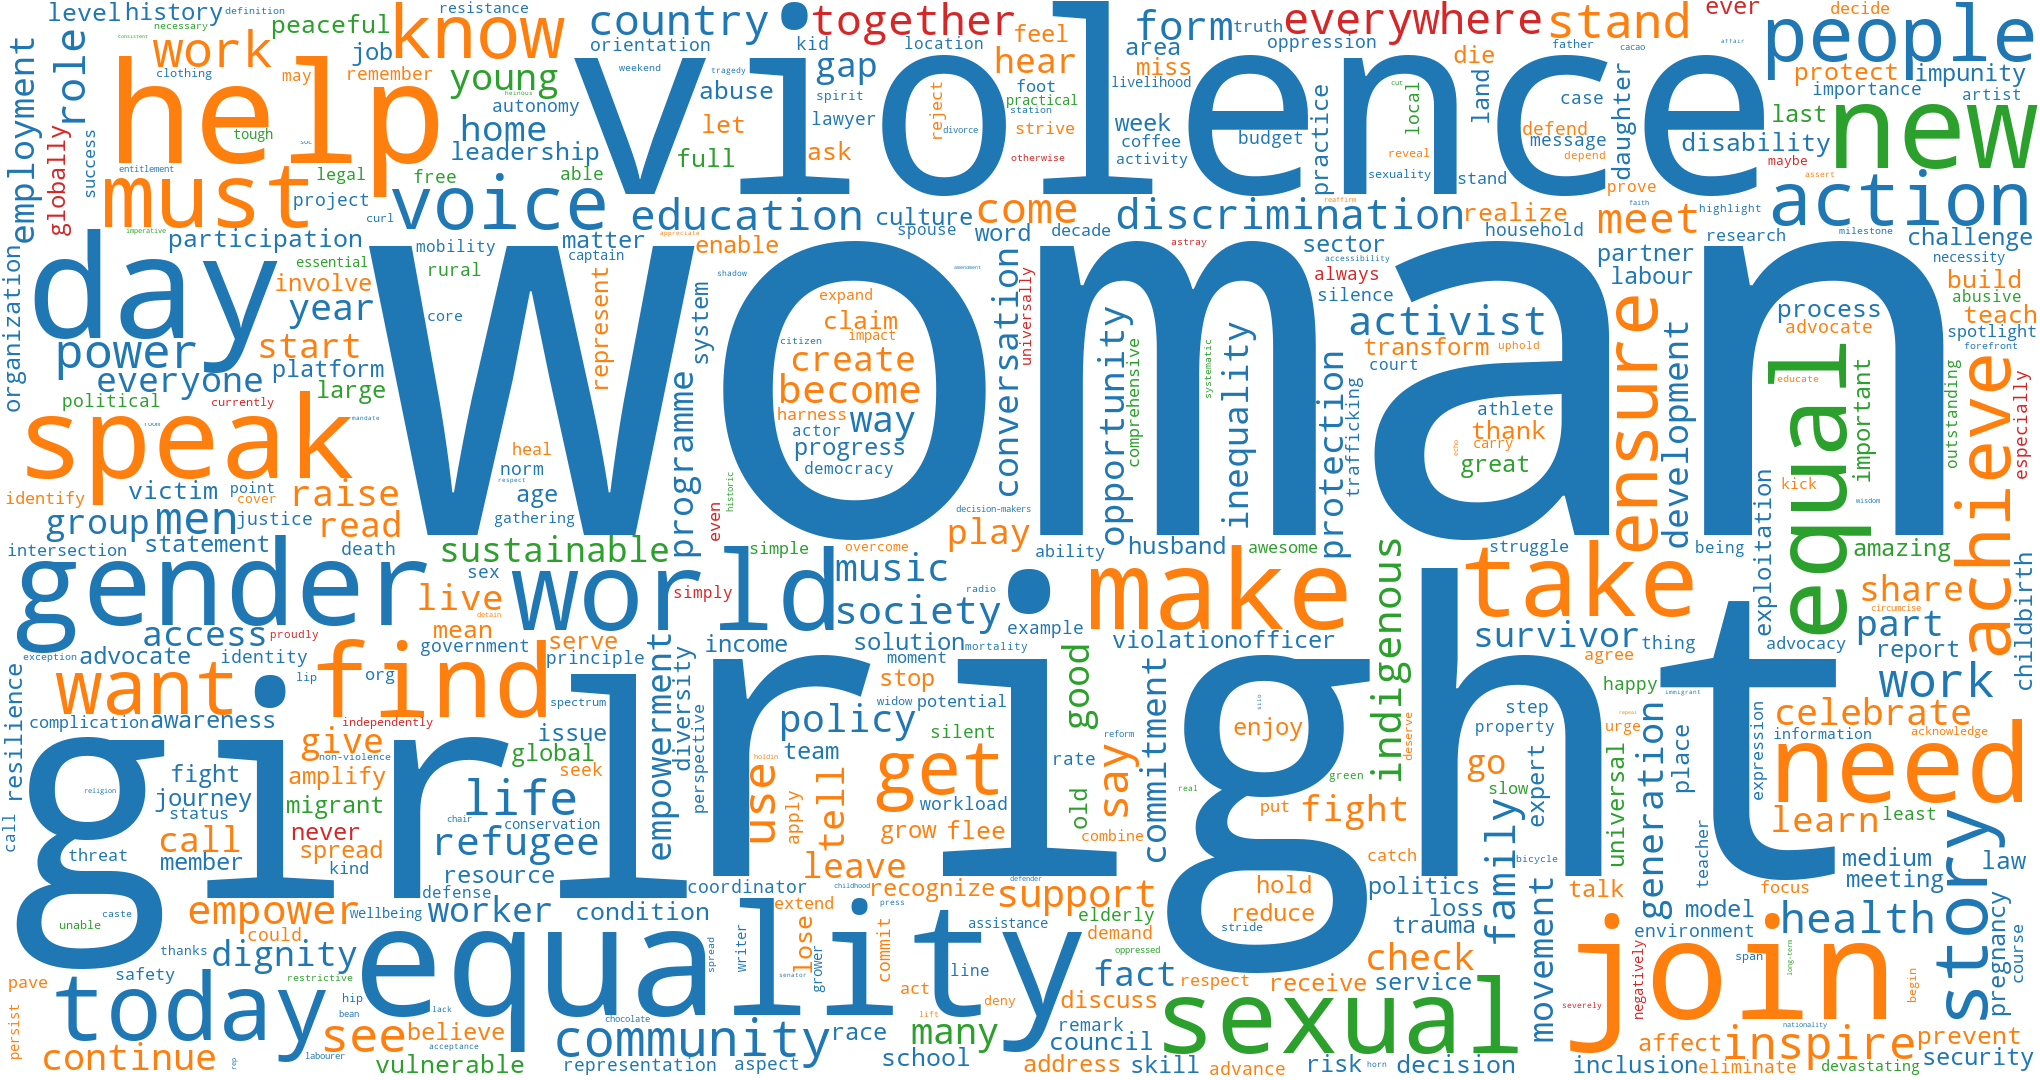 level history definition
necessary
consistent
peaceful
resistance
job
know
country
orientation
together
kid
location
form
truth
feel
everywhere
oppression
stand
ever
decide
people
role
work
clothing
may
remember
help
violence
weekend
tragedy
gap
spirit
hear
area
miss
foot
livelihood
die
father
cacao
affair
land
protect
impunity
importance
artist
employment
globally
success
tough
young
heinous
autonomy
home
leadership
abuse
let
lawyer
ask
full
reject
divorce
practical
station
strive
otherwise
week
coffee
activity
budget
practice
sexuality
case
defend
message
depend
local
cut
reveal
daughter
disability
last
maybe
new
must
entitlement
legal
project
free
able
curl
voice
education
culture
spouse
come
word
decade
discrimination
reaffirm
stand
realize
household
prove
faith
meet
assert
highlight
action
milestone
imperative
participation
essential
mobility
matter
captain
appreciate
enable
astray
sector
accessibility
always
silence
partner
labour
research
challenge
necessity
organization
day
involve
year
rural
core
represent
system
shadow
expand
claim
impact
citizen
create
become
harness
actor
way
progress
democracy
conversation
universally
amendment
woman
opportunity
comprehensive
systematic
inequality
protection
trafficking
activist
transform
uphold
court
athlete
thank
carry
echo
great
ensure
development
process
advocate
educate
equal
important
build
abusive
teach
spotlight
forefront
outstanding
achieve
especially
power
start
everyone
platform
large
political
currently
mandate
speak
identify
victim
point
cover
raise
group
men
justice
read
heal
norm
respect
age
gathering
programme
historic
even
decision-makers
play
kick
wisdom
exploitation
intersection
statement
death
sustainable
simple
overcome
ability
husband
awesome
indigenous
struggle
being
amazing
gender
sex
world
simply
music
radio
society
make
take
share
circumcise
childbirth
access
proudly
live
detain
mean
serve
income
solution
mortality
example
violation officer
survivor
thing
advocacy
part
report
exception
advocate
identity
government
principle
empowerment
diversity
moment
agree
resilience
want
lip
org
find
spectrum
stop
widow
potential
good
commitment
happy
immigrant
work
complication awareness
independently
give
non-violence
issue
global
seek
perspective
policy
team
silent
reform
enjoy
silo
step
property
deserve
urge
repeat
generation
place
expression
celebrate
information
acknowledge
call
girl
religion
fight
journey
status
amplify
migrant
life
conservation
chair
use
holdin
apply
tell
get
workload
rate
old
say
right
green
real
put
fight
go
slow
expert
universal
need
threat
call
member
never
spread
kind
refugee
resource
defense
grow
flee
combine
leave
coordinator
childhood
recognize
defender
support
catch
hold
reduce
stride
politics
loss
trauma
family
bicycle
talk
teacher
focus
learn
least
medium
meeting
story
law
caste
unable
empower
could
wellbeing
worker
condition
extend
press
assistance
elderly
demand
oppressed
model
environment
health
pregnancy
course
thanks
safety
dignity
restrictive
equality
spread
writer
senator
lose
grower
commit
line
act
deny
fact
respect
check
receive
service
movement
severely
negatively
join
span
long-term
begin
pave
persist
today
hip
bean
see
believe
lack
acceptance
labourer
chocolate
community
race
lift
many
discuss
remark
council
sexual
nationality
affect
inspire
prevent
continue
rep
vulnerable
representation
aspect
school
address
skill
advance
risk
horn
decision
inclusion
eliminate
devastating
security